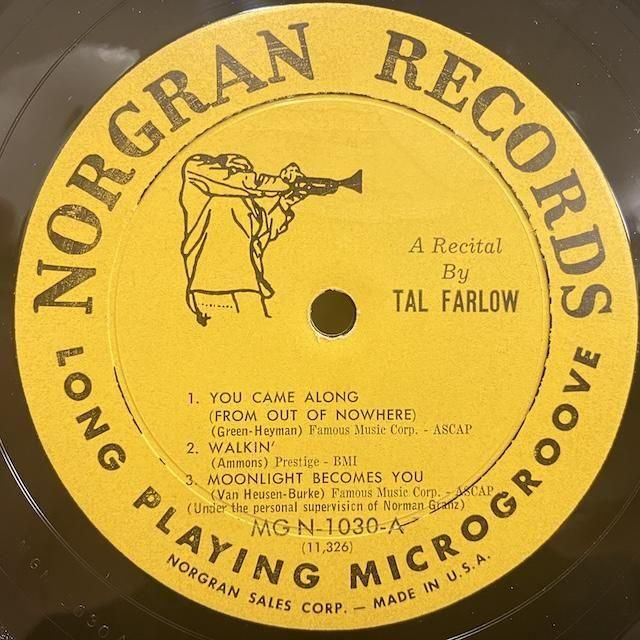 NORGRAN RECORDS
A Recital
By
TAL FARLOW
1. YOU CAME ALONG
(FROM OUT OF NOWHERE)
(Green-Heyman) Famous Music Corp. - ASCAP
2. WALKIN'
(Ammons) Prestige - BMI
3. MOONLIGHT BECOMES YOU
(Van Heusen-Burke) Famous Music Corp. - ASCAP
(Under the personal supervision of Norman Granz)
MG N-1030-A
(11,326)
LONG PLAYING MICROGROOVE
NORGRAN SALES CORP. — MADE IN U.S.A.